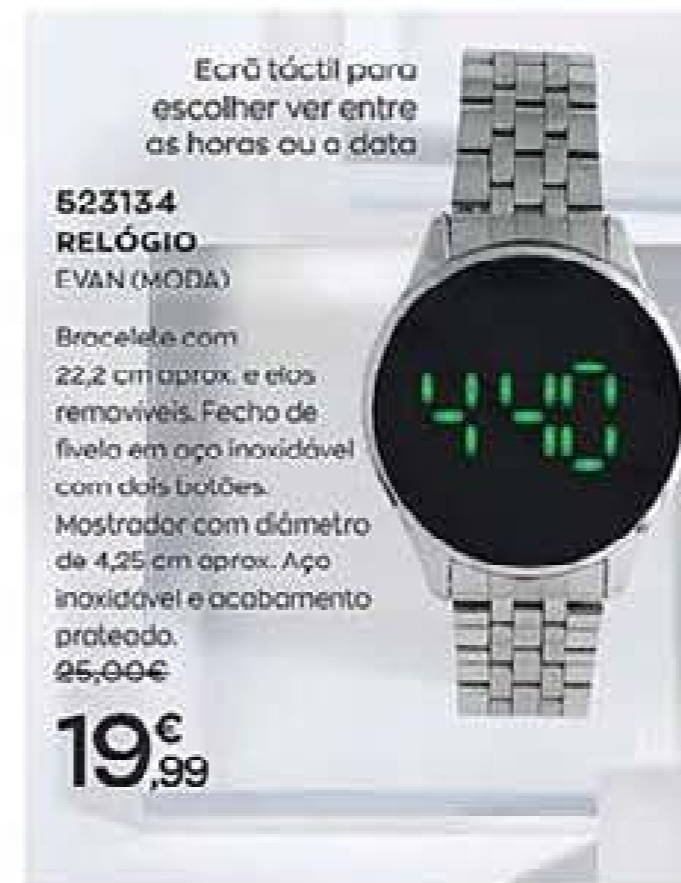 Ecrã táctil para
escolher ver entre
as horas ou a data
523134
RELÓGIO
EVAN (MODA)
Bracelete com
22,2 cm aprox. e elos
removíveis. Fecho de
fivela em aço inoxidável
com dois botões.
Mostrador com diâmetro
de 4,25 cm aprox. Aço
inoxidável e acabamento
prateado.
25,00€
19,99€
440